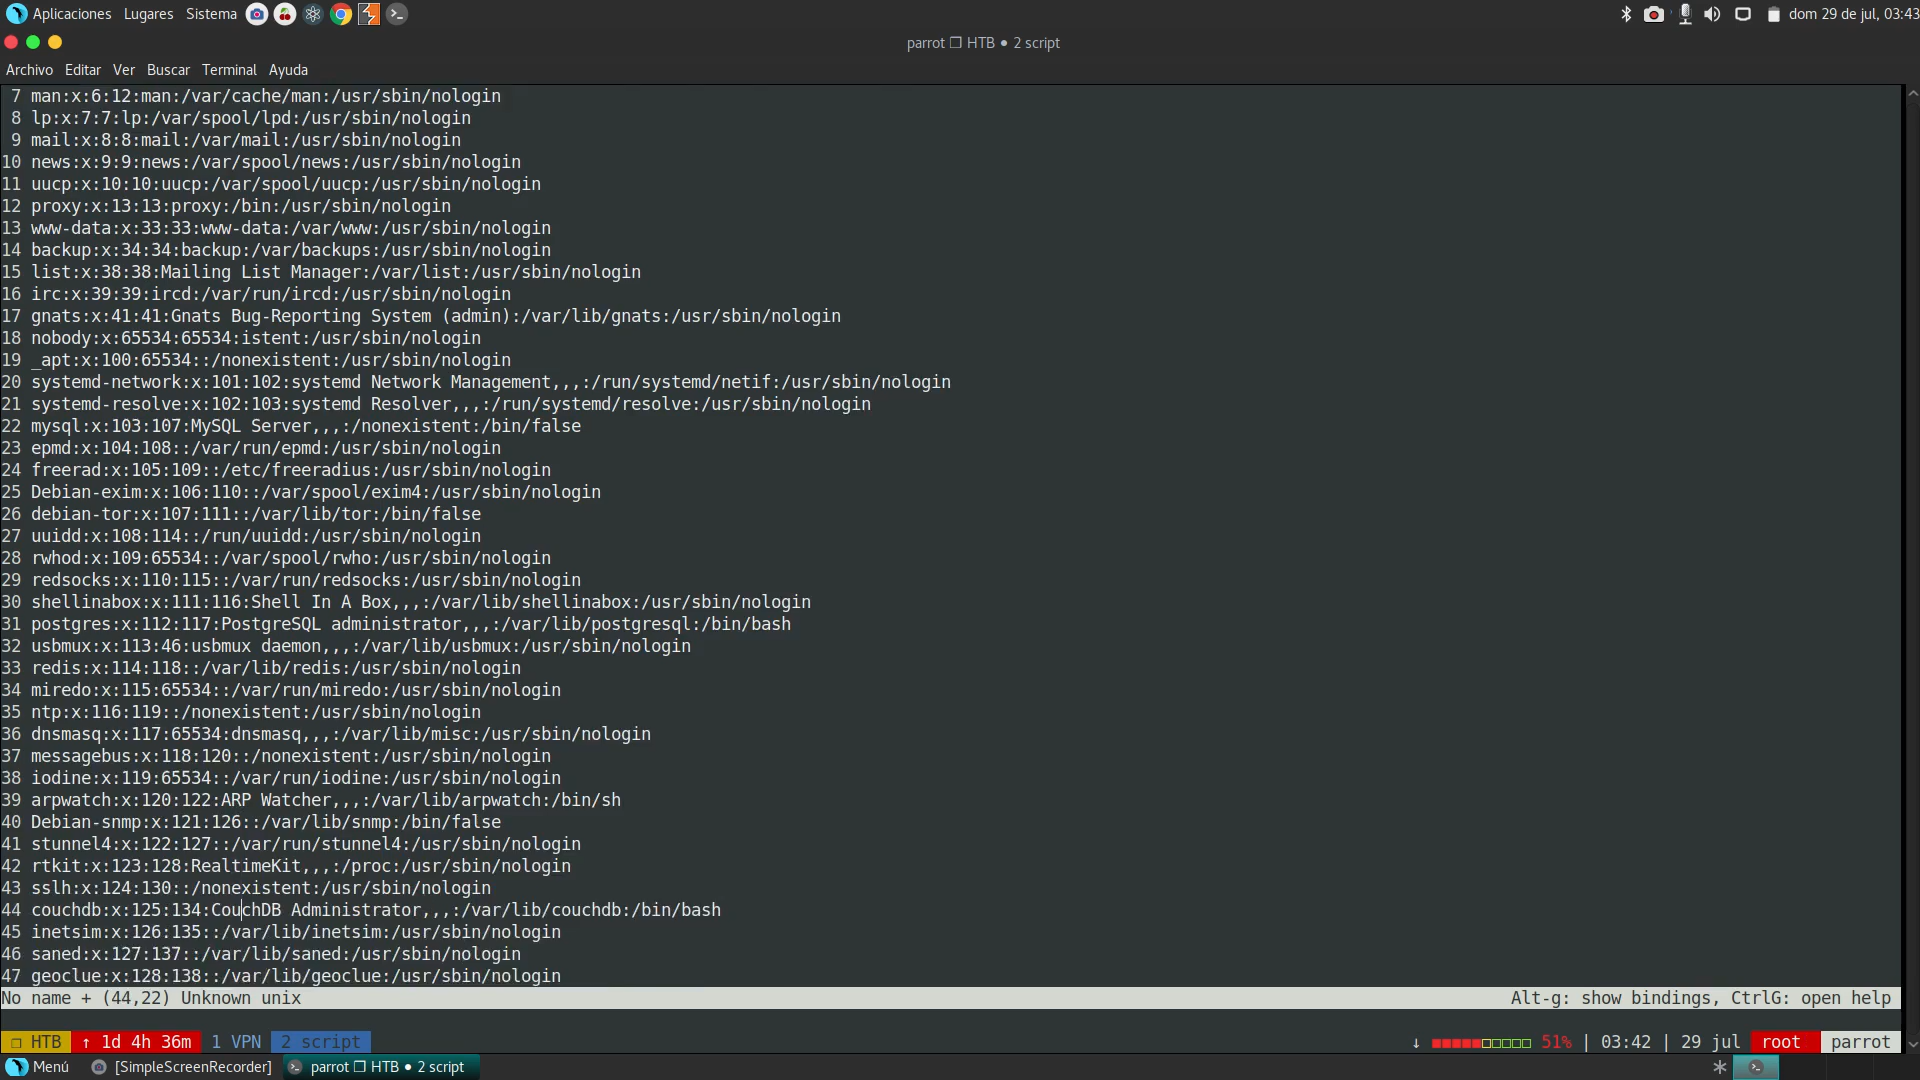 Aplicaciones Lugares Sistema dom 29 de jul, 03:43
parrot ❐ HTB ● 2 script
Archivo Editar Ver Buscar Terminal Ayuda
7 man:x:6:12:man:/var/cache/man:/usr/sbin/nologin
8 lp:x:7:7:lp:/var/spool/lpd:/usr/sbin/nologin
9 mail:x:8:8:mail:/var/mail:/usr/sbin/nologin
10 news:x:9:9:news:/var/spool/news:/usr/sbin/nologin
11 uucp:x:10:10:uucp:/var/spool/uucp:/usr/sbin/nologin
12 proxy:x:13:13:proxy:/bin:/usr/sbin/nologin
13 www-data:x:33:33:www-data:/var/www:/usr/sbin/nologin
14 backup:x:34:34:backup:/var/backups:/usr/sbin/nologin
15 list:x:38:38:Mailing List Manager:/var/list:/usr/sbin/nologin
16 irc:x:39:39:ircd:/var/run/ircd:/usr/sbin/nologin
17 gnats:x:41:41:Gnats Bug-Reporting System (admin):/var/lib/gnats:/usr/sbin/nologin
18 nobody:x:65534:65534:istent:/usr/sbin/nologin
19 _apt:x:100:65534::/nonexistent:/usr/sbin/nologin
20 systemd-network:x:101:102:systemd Network Management,,,:/run/systemd/netif:/usr/sbin/nologin
21 systemd-resolve:x:102:103:systemd Resolver,,,:/run/systemd/resolve:/usr/sbin/nologin
22 mysql:x:103:107:MySQL Server,,,:/nonexistent:/bin/false
23 epmd:x:104:108::/var/run/epmd:/usr/sbin/nologin
24 freerad:x:105:109::/etc/freeradius:/usr/sbin/nologin
25 Debian-exim:x:106:110::/var/spool/exim4:/usr/sbin/nologin
26 debian-tor:x:107:111::/var/lib/tor:/bin/false
27 uuidd:x:108:114::/run/uuidd:/usr/sbin/nologin
28 rwhod:x:109:65534::/var/spool/rwho:/usr/sbin/nologin
29 redsocks:x:110:115::/var/run/redsocks:/usr/sbin/nologin
30 shellinabox:x:111:116:Shell In A Box,,,:/var/lib/shellinabox:/usr/sbin/nologin
31 postgres:x:112:117:PostgreSQL administrator,,,:/var/lib/postgresql:/bin/bash
32 usbmux:x:113:46:usbmux daemon,,,:/var/lib/usbmux:/usr/sbin/nologin
33 redis:x:114:118::/var/lib/redis:/usr/sbin/nologin
34 miredo:x:115:65534::/var/run/miredo:/usr/sbin/nologin
35 ntp:x:116:119::/nonexistent:/usr/sbin/nologin
36 dnsmasq:x:117:65534:dnsmasq,,,:/var/lib/misc:/usr/sbin/nologin
37 messagebus:x:118:120::/nonexistent:/usr/sbin/nologin
38 iodine:x:119:65534::/var/run/iodine:/usr/sbin/nologin
39 arpwatch:x:120:122:ARP Watcher,,,:/var/lib/arpwatch:/bin/sh
40 Debian-snmp:x:121:126::/var/lib/snmp:/bin/false
41 stunnel4:x:122:127::/var/run/stunnel4:/usr/sbin/nologin
42 rtkit:x:123:128:RealtimeKit,,,:/proc:/usr/sbin/nologin
43 sslh:x:124:130::/nonexistent:/usr/sbin/nologin
44 couchdb:x:125:134:CouchDB Administrator,,,:/var/lib/couchdb:/bin/bash
45 inetsim:x:126:135::/var/lib/inetsim:/usr/sbin/nologin
46 saned:x:127:137::/var/lib/saned:/usr/sbin/nologin
47 geoclue:x:128:138::/var/lib/geoclue:/usr/sbin/nologin
No name + (44,22) Unknown unix Alt-g: show bindings, CtrlG: open help
❐ HTB ↑ 1d 4h 36m 1 VPN 2 script ↓ 51% | 03:42 | 29 jul root parrot
Menú [SimpleScreenRecorder] parrot ❐ HTB ● 2 script